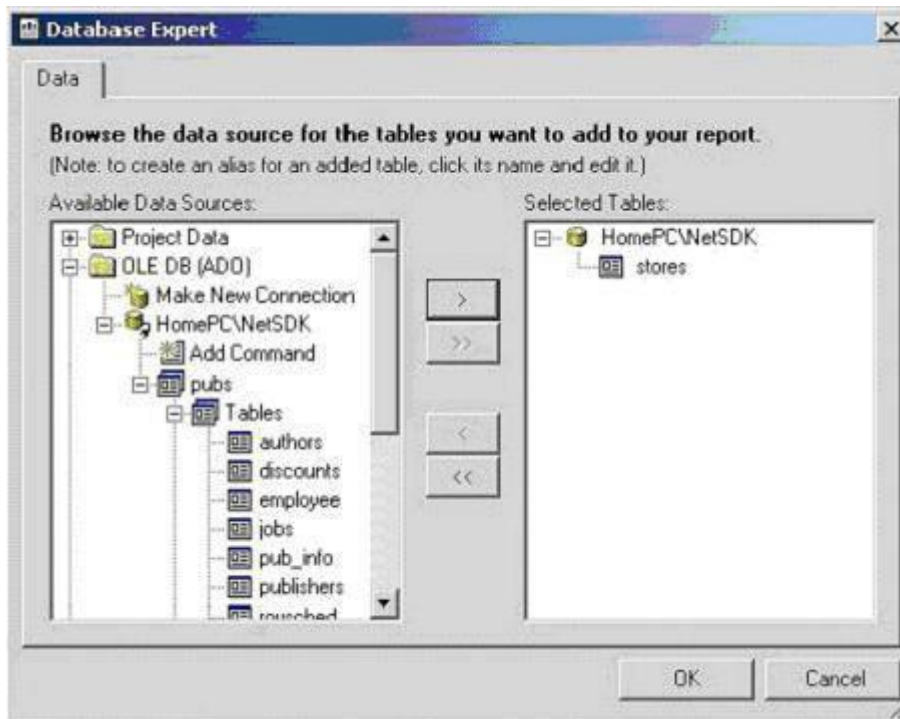 Database Expert
Data
Browse the data source for the tables you want to add to your report.
(Note: to create an alias for an added table, click its name and edit it.)
Available Data Sources:
Project Data
OLE DB (ADO)
Make New Connection
HomePC\NetSDK
Add Command
pubs
Tables
authors
discounts
employee
jobs
pub_info
publishers
>
>>
<
<<
Selected Tables:
HomePC\NetSDK
stores
OK
Cancel